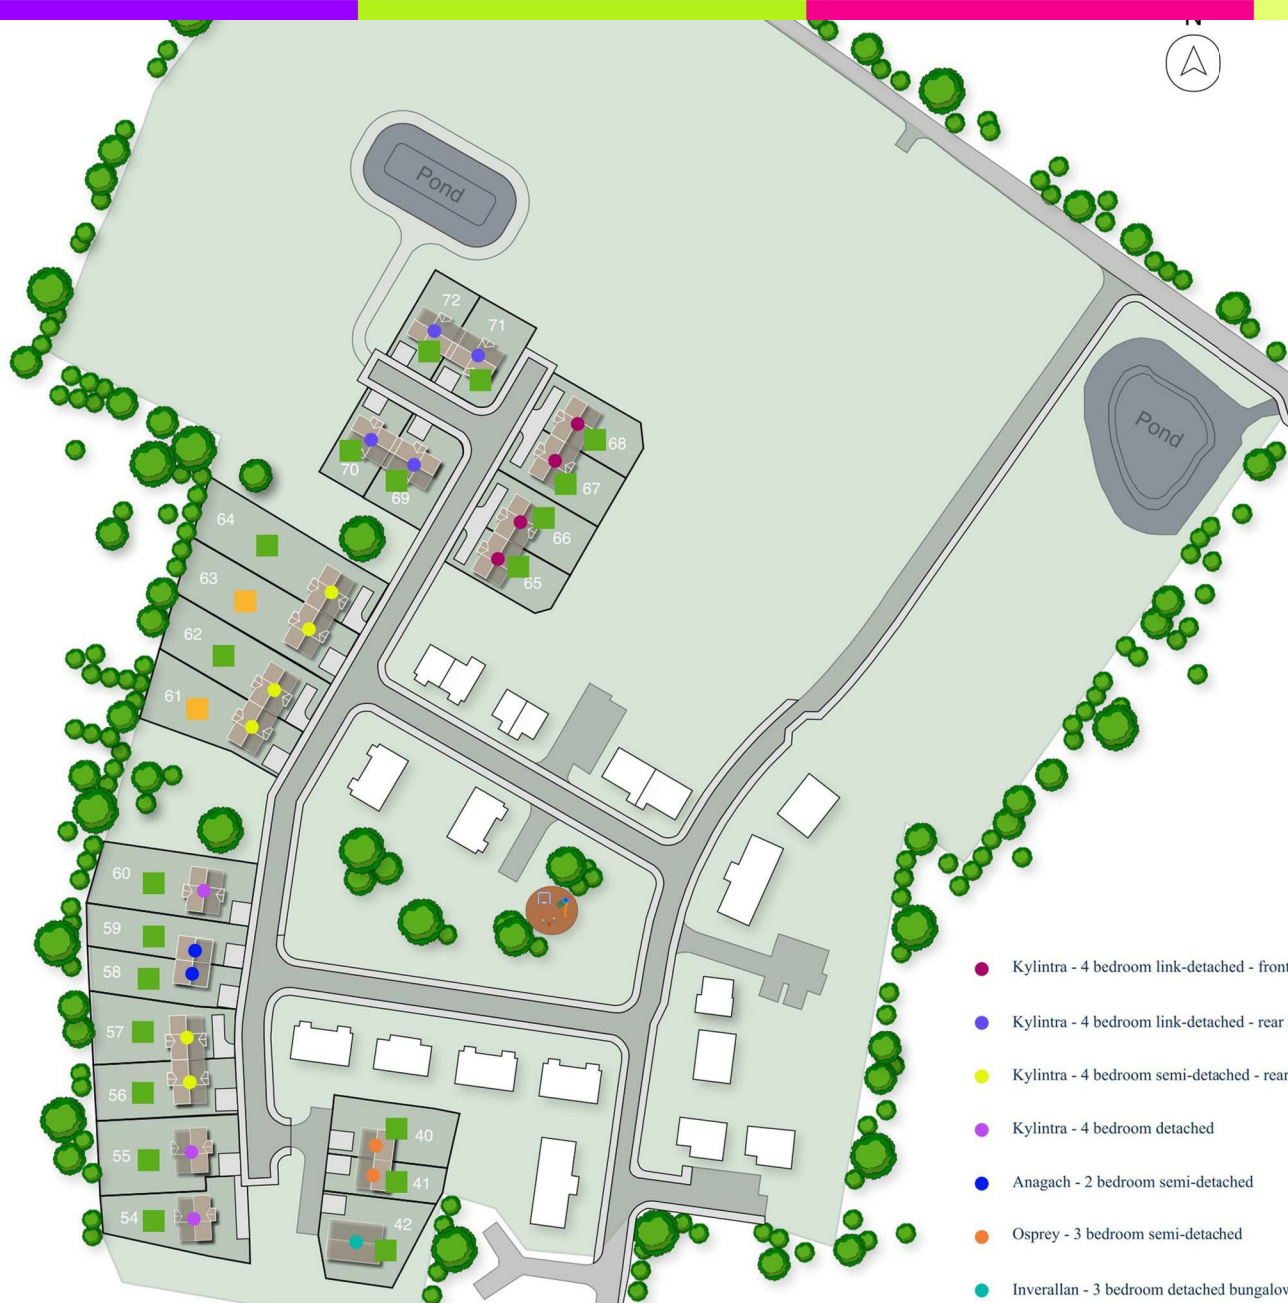 N
Pond
72
71
68
67
70
69
66
65
64
63
62
61
Pond
60
59
58
57
56
55
54
40
41
42
Kylintra - 4 bedroom link-detached - front
Kylintra - 4 bedroom link-detached - rear
Kylintra - 4 bedroom semi-detached - rear
Kylintra - 4 bedroom detached
Anagach - 2 bedroom semi-detached
Osprey - 3 bedroom semi-detached
Inverallan - 3 bedroom detached bungalow